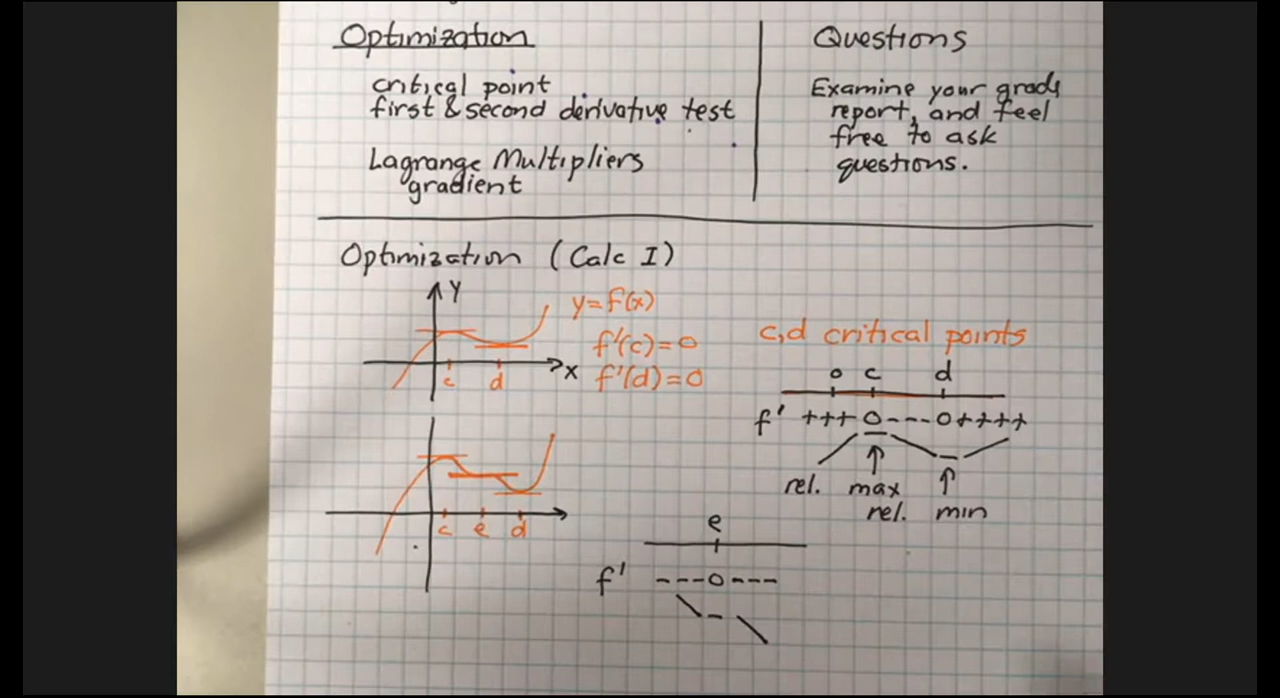 Optimization
critical point
first & second derivative test
Lagrange Multipliers
gradient
Questions
Examine your grade
report, and feel
free to ask
questions.
Optimization (Calc I)
Y
y=f(x)
f'(c)=0
f'(d)=0
x
c d
c,d critical points
o c d
f' +++ 0 --- 0 ++++
rel. max
rel. min
c e d
e
f' ---0---